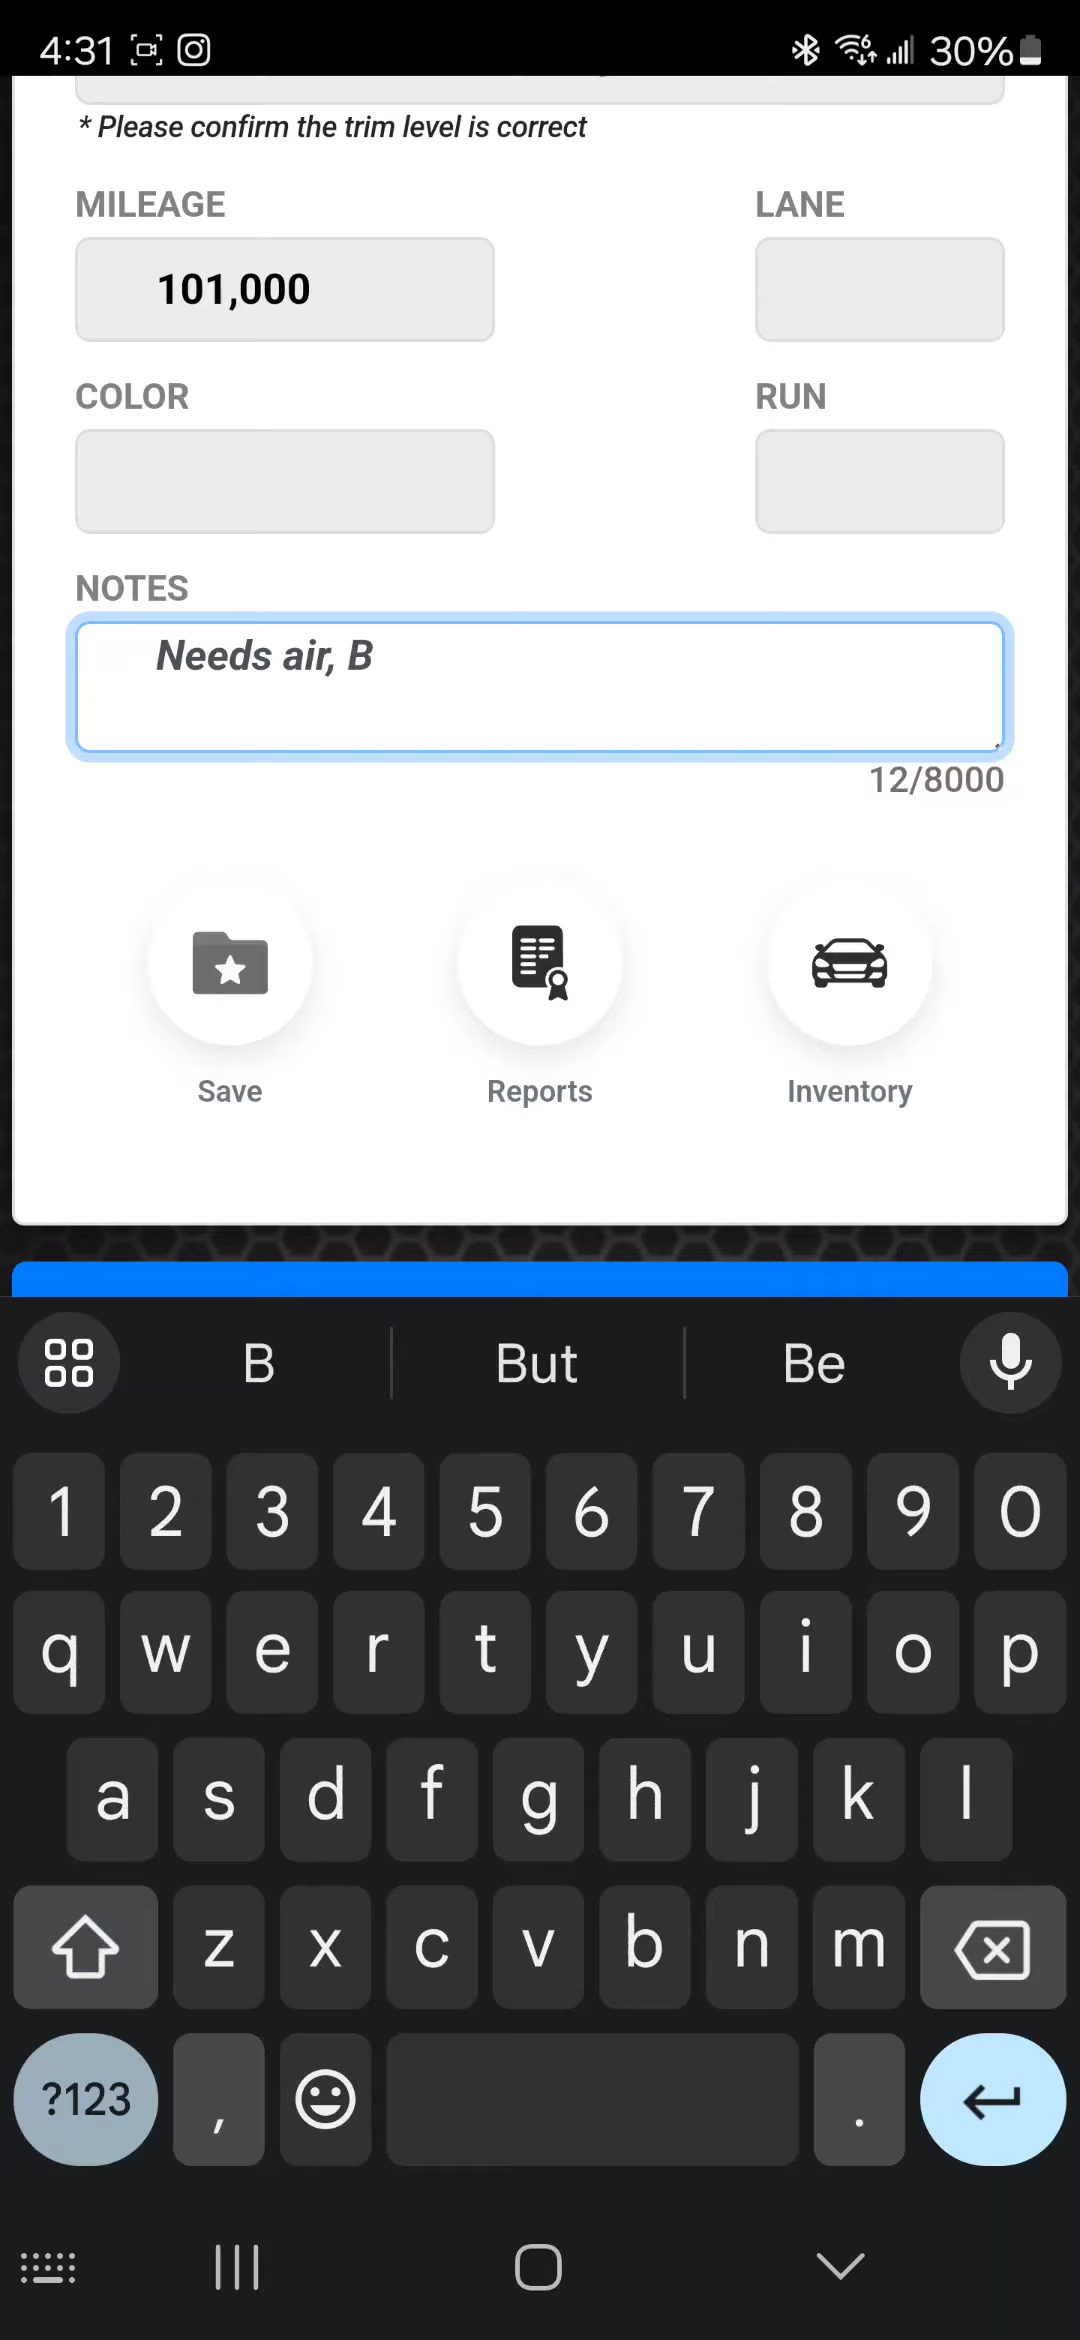 4:31 30%
* Please confirm the trim level is correct
MILEAGE LANE
101,000
COLOR RUN
NOTES
Needs air, B
12/8000
Save Reports Inventory
B But Be
1 2 3 4 5 6 7 8 9 0
q w e r t y u i o p
a s d f g h j k l
z x c v b n m
?123 , .